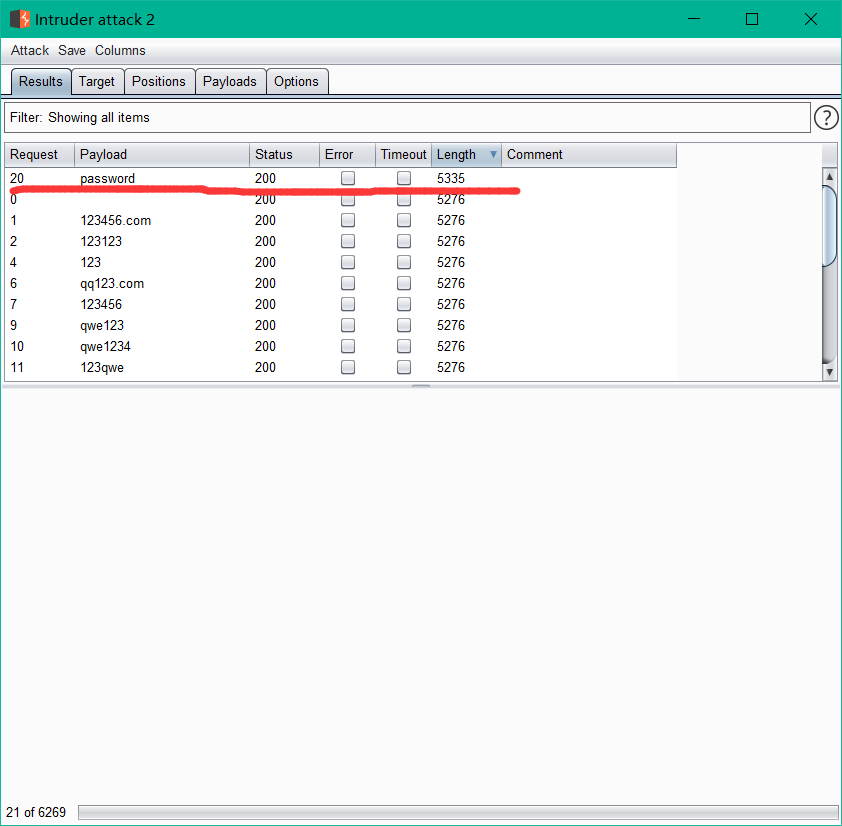 Intruder attack 2
Attack Save Columns
Results Target Positions Payloads Options
Filter: Showing all items ?
Request Payload Status Error Timeout Length Comment
20 password 200 5335
0 200 5276
1 123456.com 200 5276
2 123123 200 5276
4 123 200 5276
6 qq123.com 200 5276
7 123456 200 5276
9 qwe123 200 5276
10 qwe1234 200 5276
11 123qwe 200 5276
21 of 6269